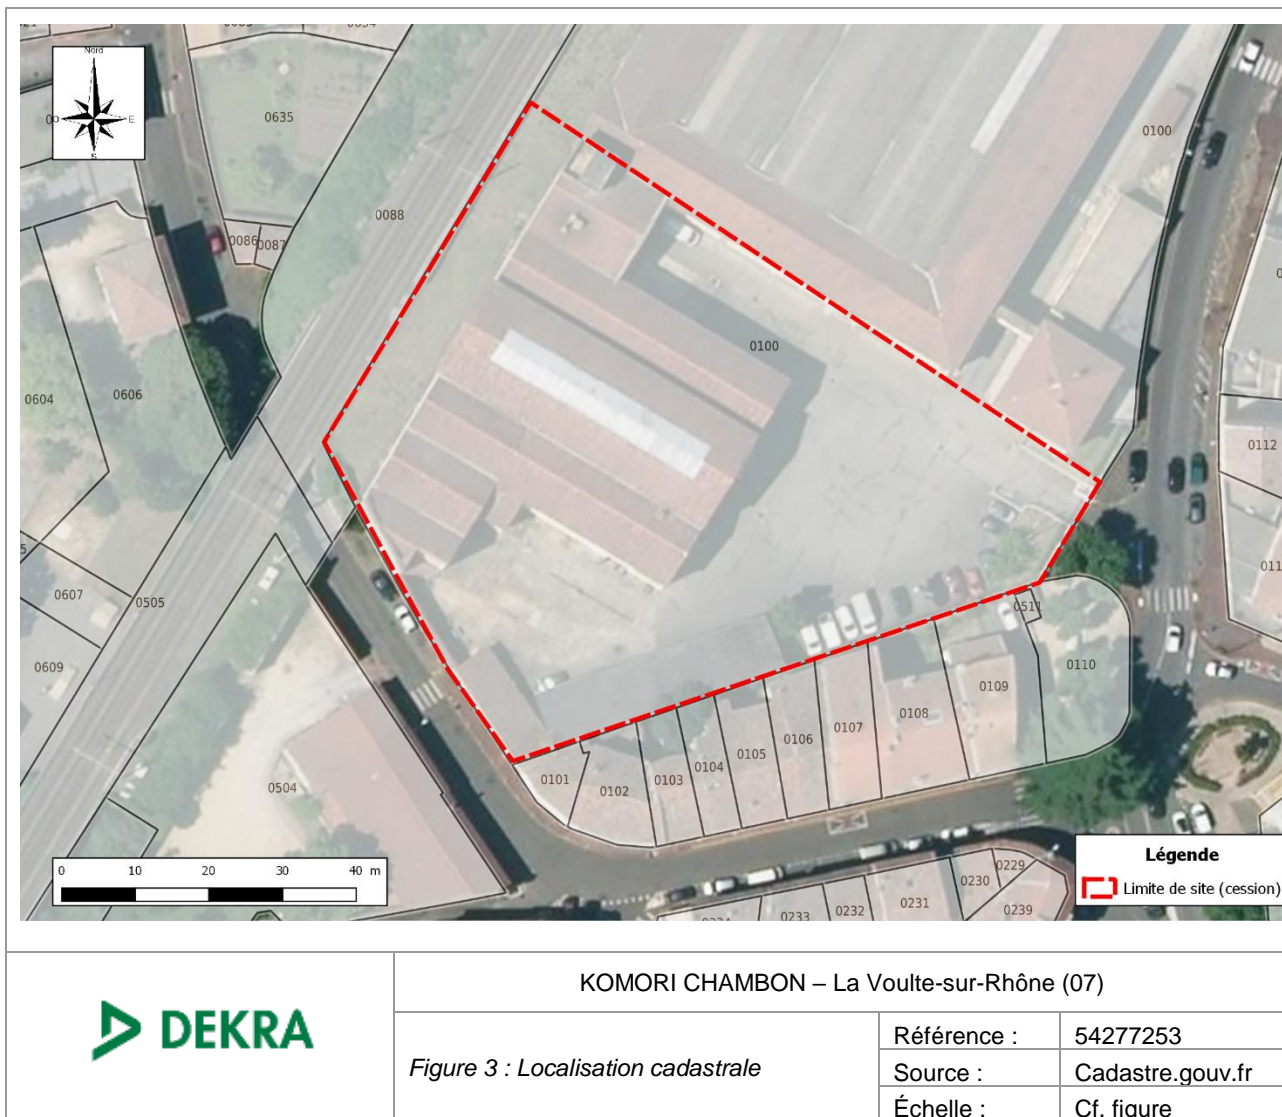 Nord
O
E
S
0635
0088
0086
0087
0100
0100
0604
0606
0112
0607
0505
0609
0511
0110
0109
0108
0107
0106
0105
0104
0103
0102
0101
0504
0229
0230
0231
0232
0233
0239
0 10 20 30 40 m
Légende
Limite de site (cession)
DEKRA
KOMORI CHAMBON – La Voulte-sur-Rhône (07)
Figure 3 : Localisation cadastrale
Référence : 54277253
Source : Cadastre.gouv.fr
Échelle : Cf. figure